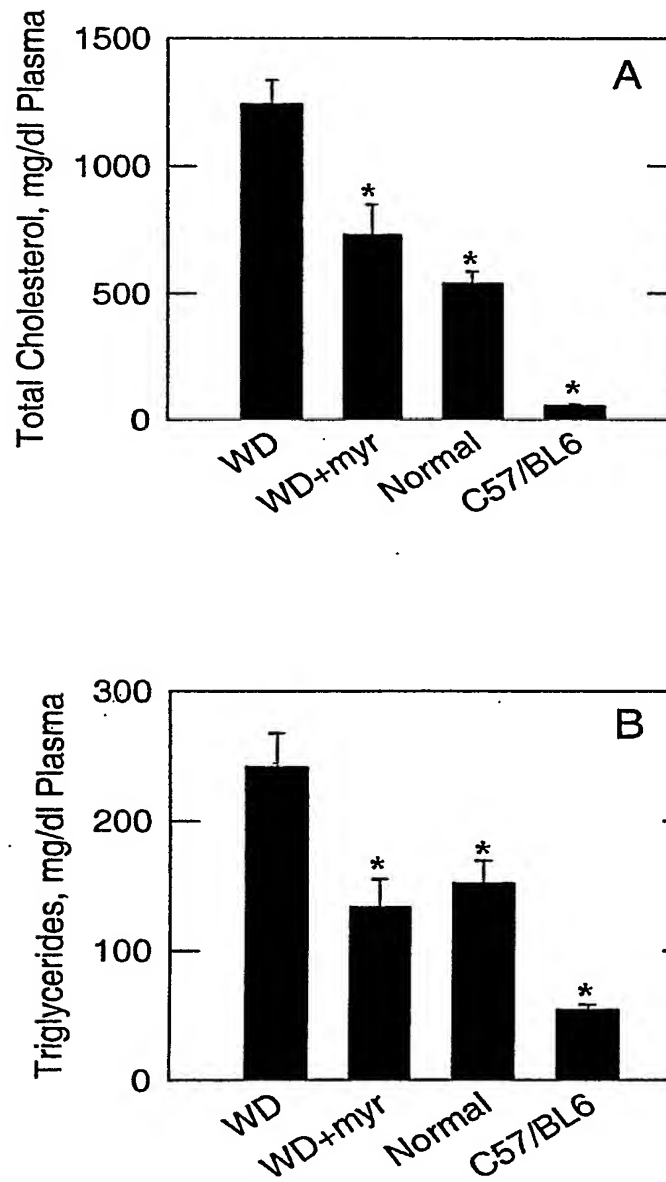 A
Total Cholesterol, mg/dl Plasma
1500
1000
500
0
*
*
*
WD
WD+myr
Normal
C57/BL6
B
Triglycerides, mg/dl Plasma
300
200
100
0
*
*
*
WD
WD+myr
Normal
C57/BL6